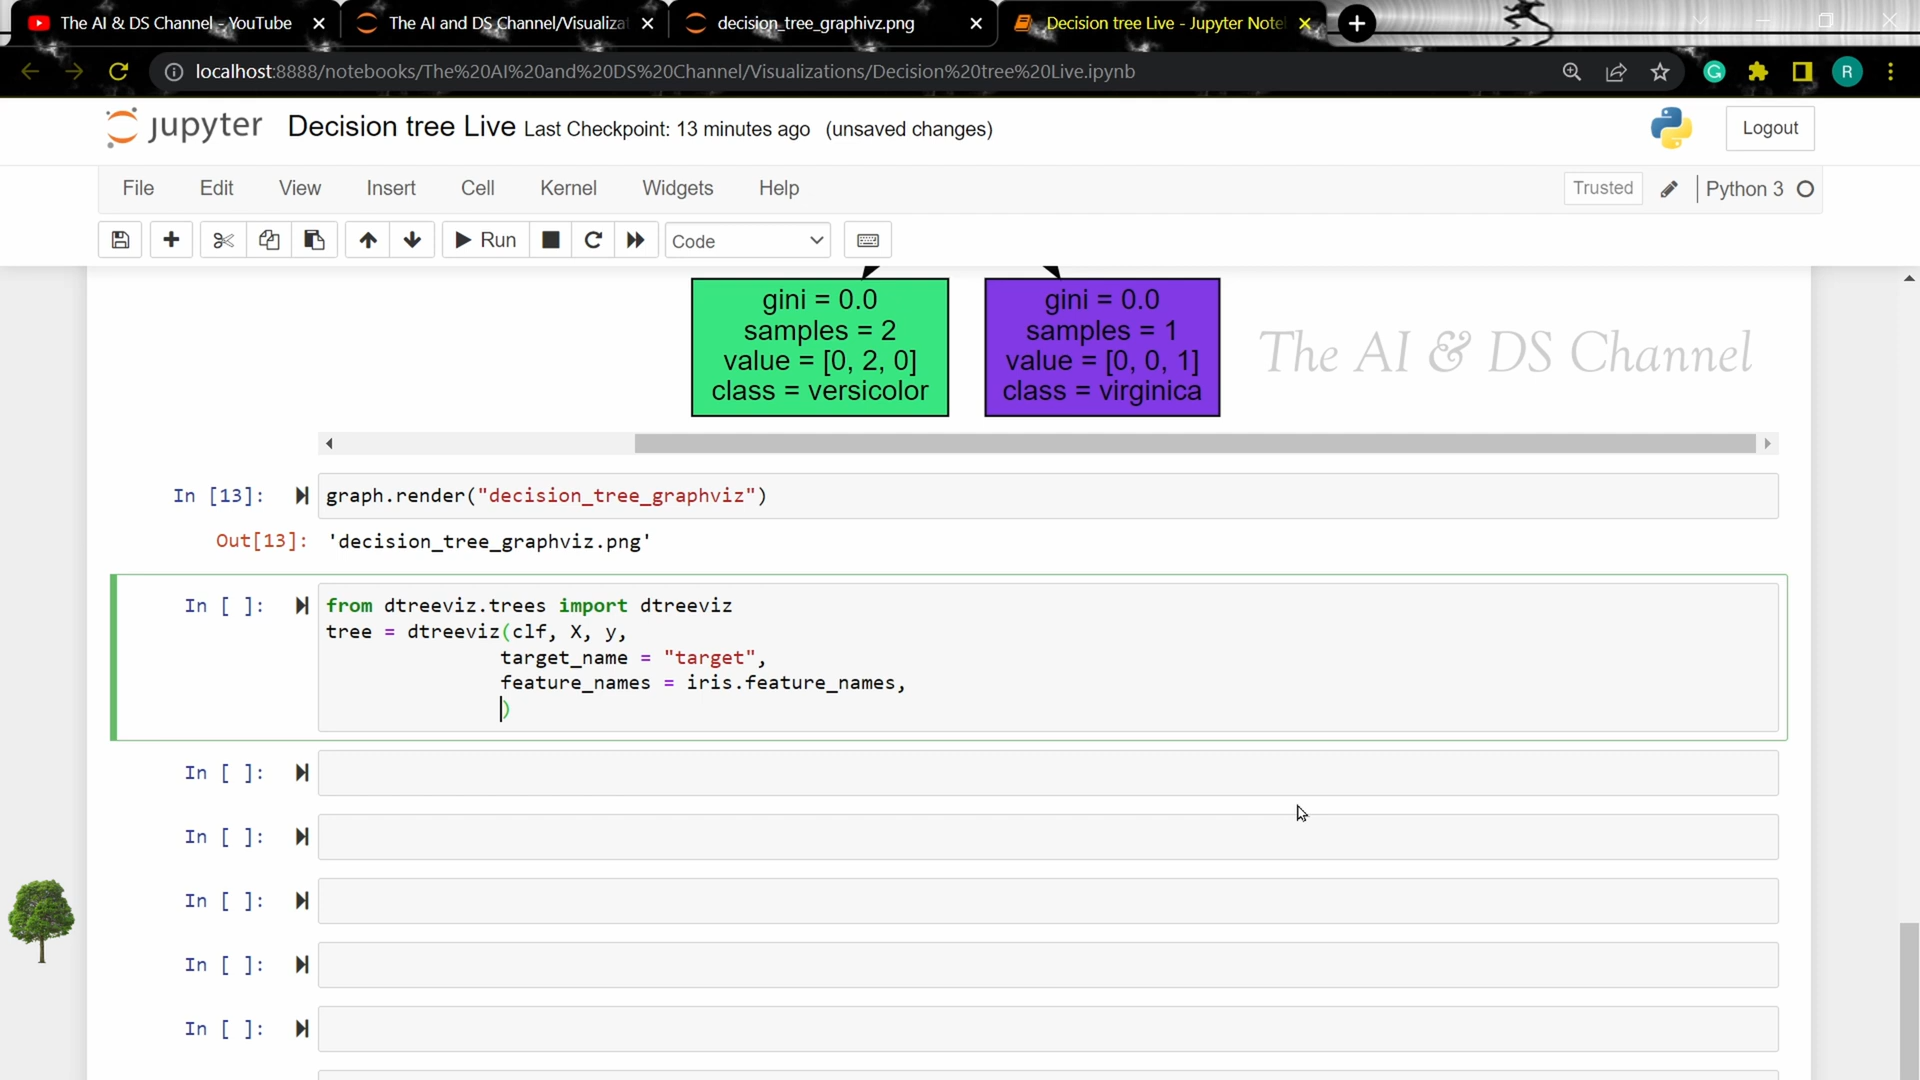 The AI & DS Channel - YouTube
The AI and DS Channel/Visualizat
decision_tree_graphivz.png
Decision tree Live - Jupyter Note
localhost:8888/notebooks/The%20AI%20and%20DS%20Channel/Visualizations/Decision%20tree%20Live.ipynb
G
R
jupyter
Decision tree Live Last Checkpoint: 13 minutes ago (unsaved changes)
Logout
File Edit View Insert Cell Kernel Widgets Help
Trusted
Python 3
Run
Code
gini = 0.0
samples = 2
value = [0, 2, 0]
class = versicolor
gini = 0.0
samples = 1
value = [0, 0, 1]
class = virginica
The AI & DS Channel
In [13]: graph.render("decision_tree_graphviz")
Out[13]: 'decision_tree_graphviz.png'
In [ ]: from dtreeviz.trees import dtreeviz
tree = dtreeviz(clf, X, y,
target_name = "target",
feature_names = iris.feature_names,
)
In [ ]:
In [ ]:
In [ ]:
In [ ]:
In [ ]: